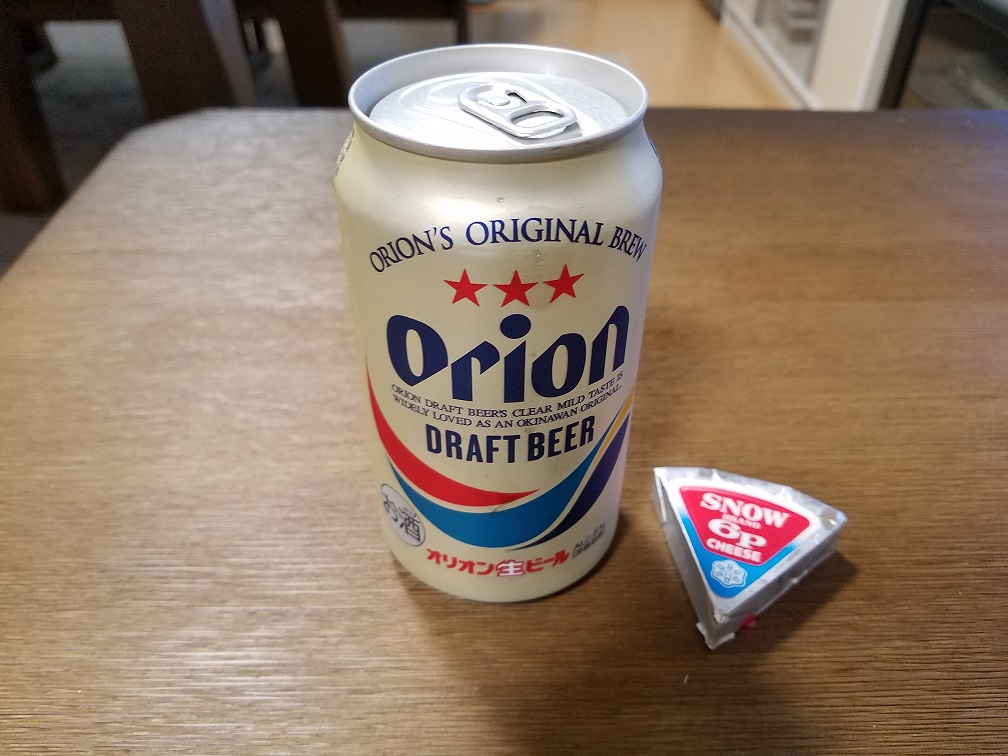 ORION'S ORIGINAL BREW
Orion
ORION DRAFT BEER'S CLEAR MILD TASTE IS
WIDELY LOVED AS AN OKINAWAN ORIGINAL.
DRAFT BEER
お酒
オリオン生ビール
SNOW
BRAND
6P
CHEESE